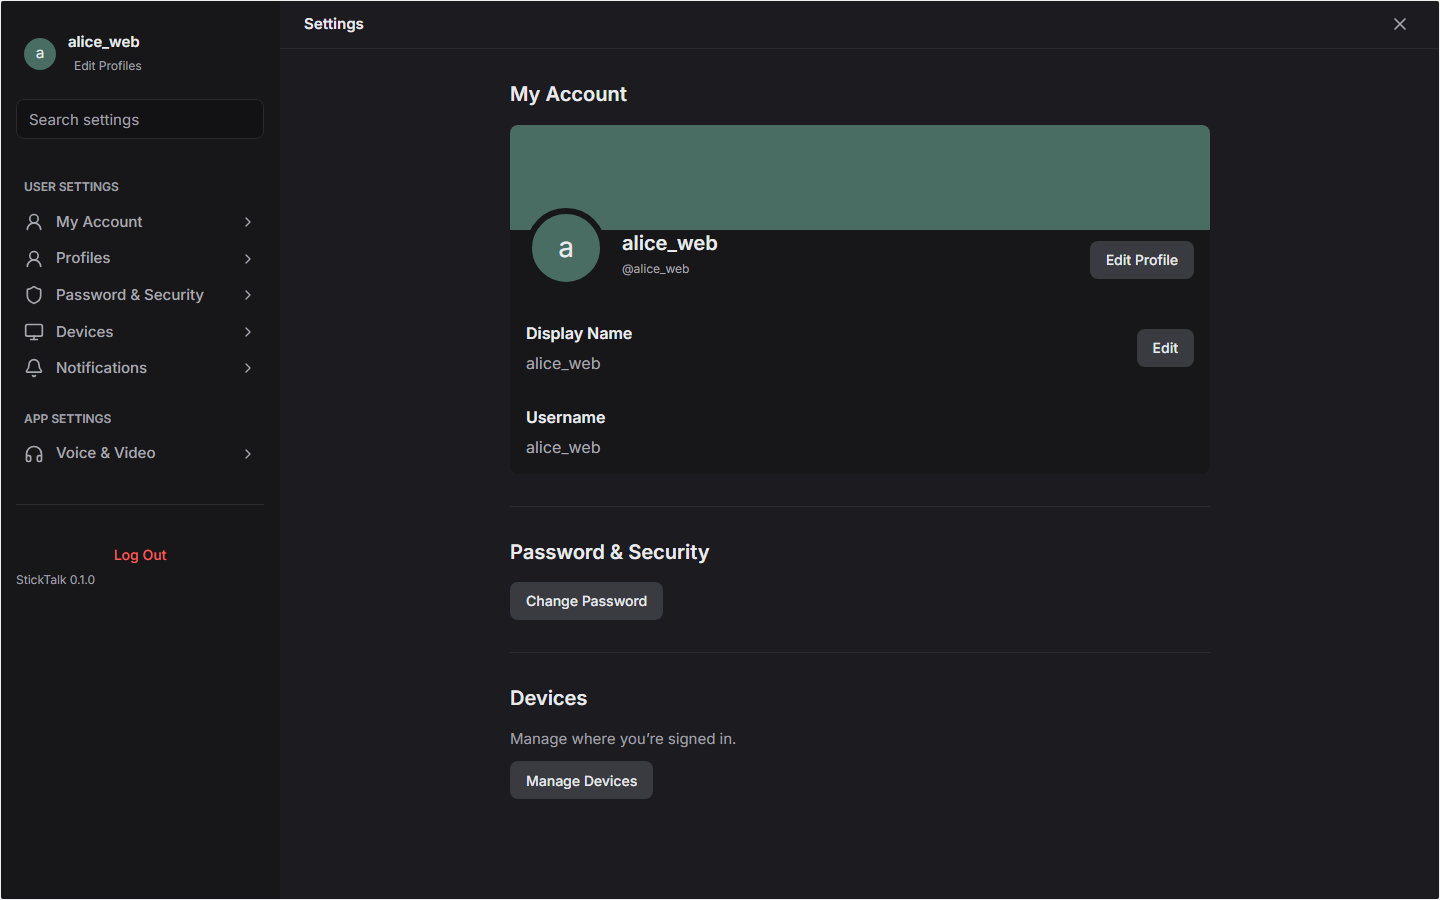 a
alice_web
Edit Profiles
Search settings
USER SETTINGS
My Account
Profiles
Password & Security
Devices
Notifications
APP SETTINGS
Voice & Video
Log Out
StickTalk 0.1.0
Settings
My Account
a
alice_web
@alice_web
Edit Profile
Display Name
alice_web
Edit
Username
alice_web
Password & Security
Change Password
Devices
Manage where you’re signed in.
Manage Devices